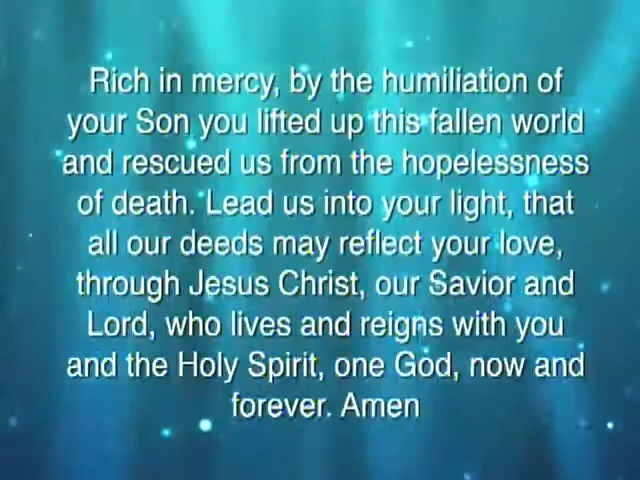 Rich in mercy, by the humiliation of
your Son you lifted up this fallen world
and rescued us from the hopelessness
of death. Lead us into your light, that
all our deeds may reflect your love,
through Jesus Christ, our Savior and
Lord, who lives and reigns with you
and the Holy Spirit, one God, now and
forever. Amen